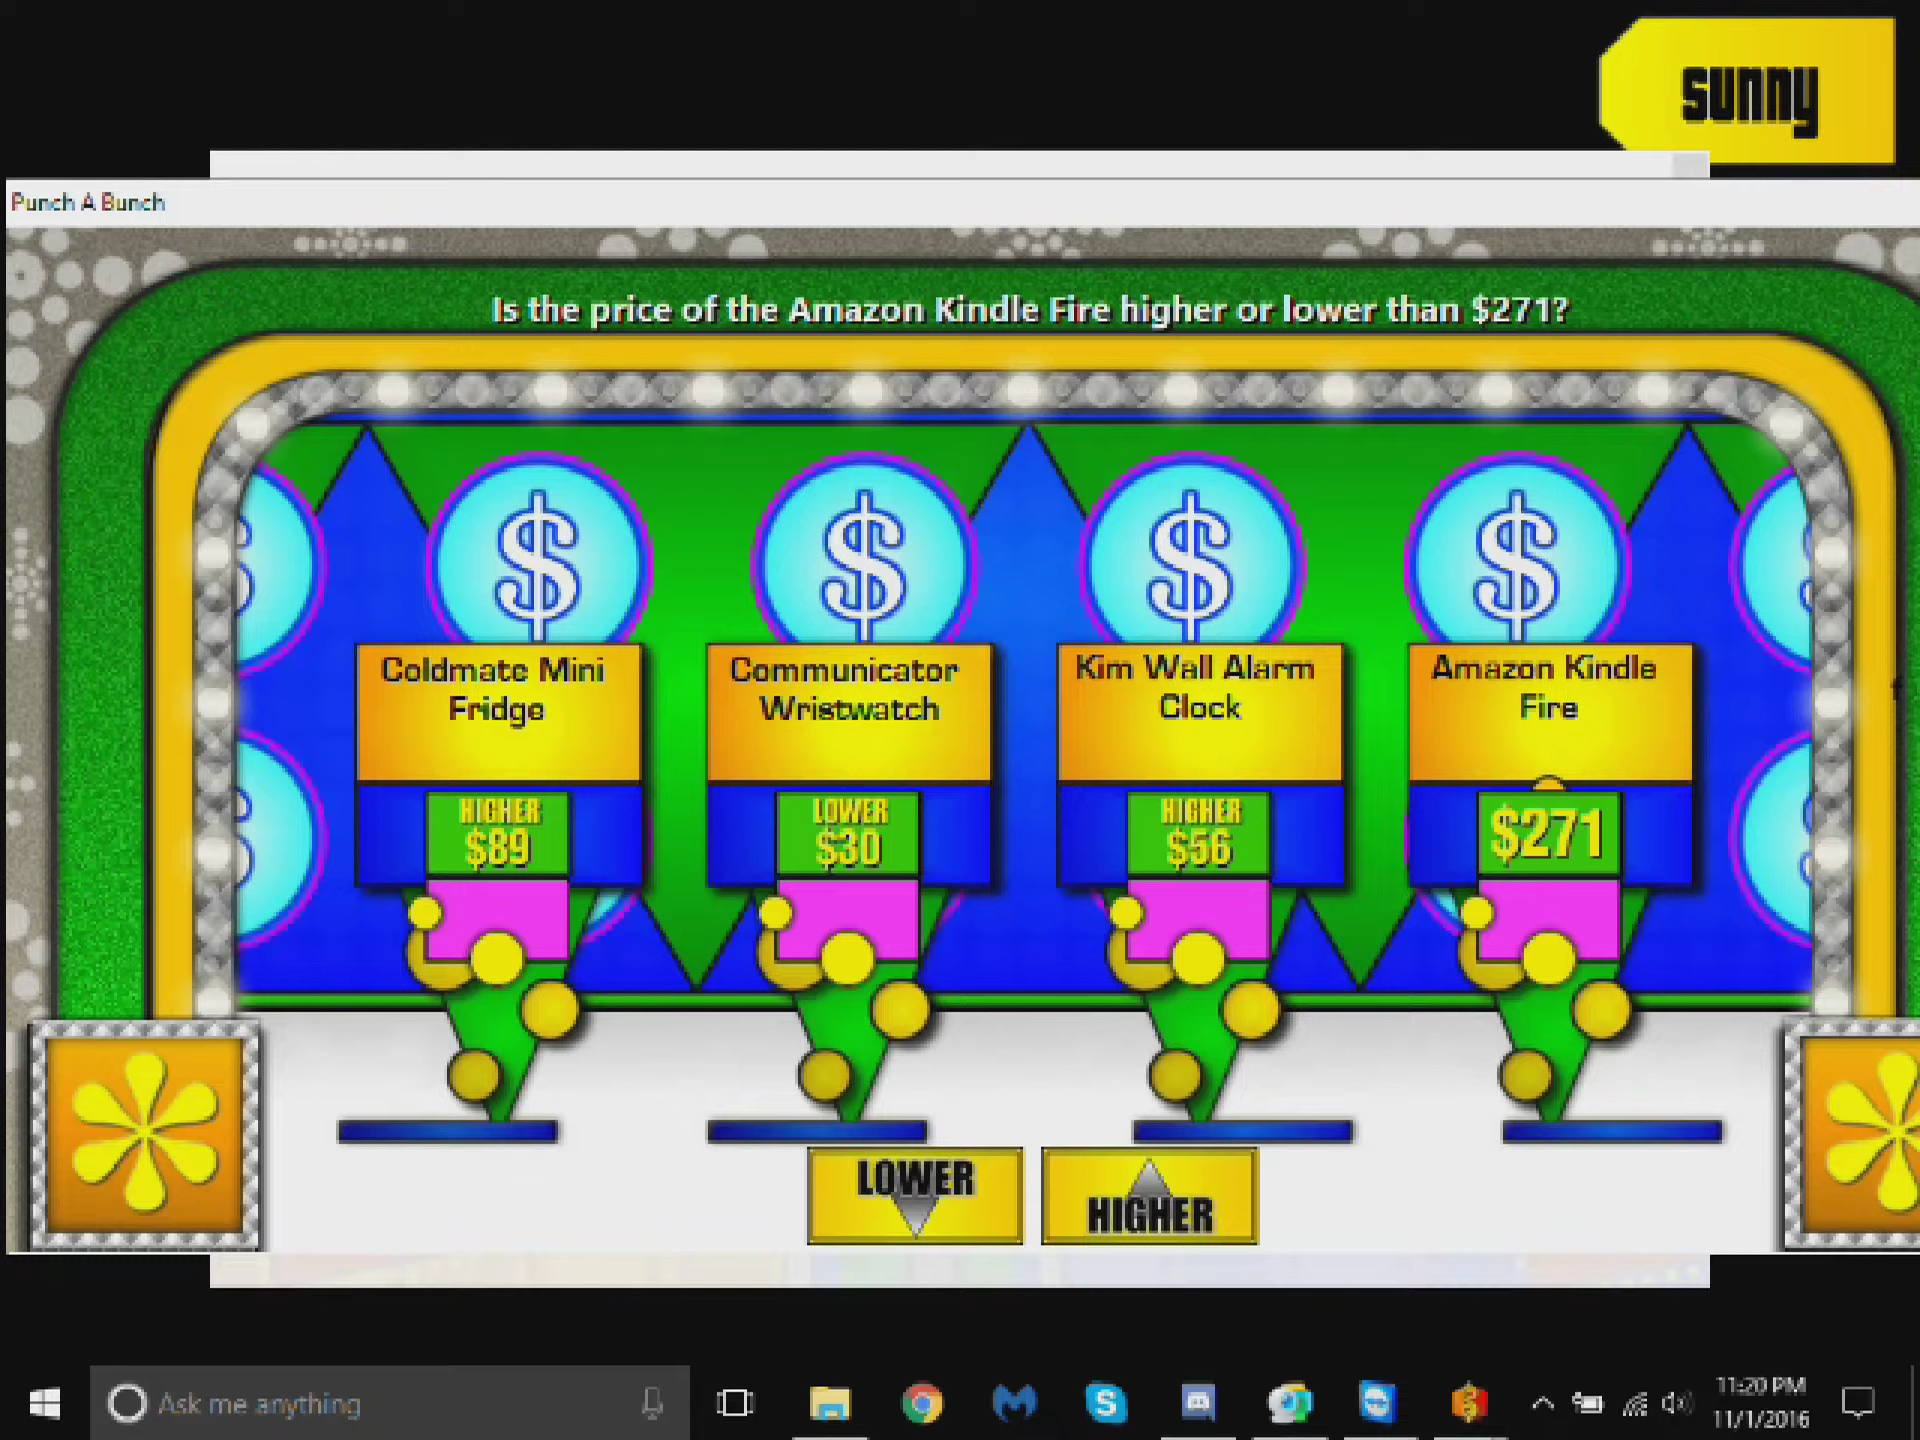 sunny
Punch A Bunch
Is the price of the Amazon Kindle Fire higher or lower than $271?
$ $ $ $
Coldmate Mini
Fridge
HIGHER
$89
Communicator
Wristwatch
LOWER
$30
Kim Wall Alarm
Clock
HIGHER
$56
Amazon Kindle
Fire
$271
LOWER
HIGHER
Ask me anything
11:20 PM
11/1/2016